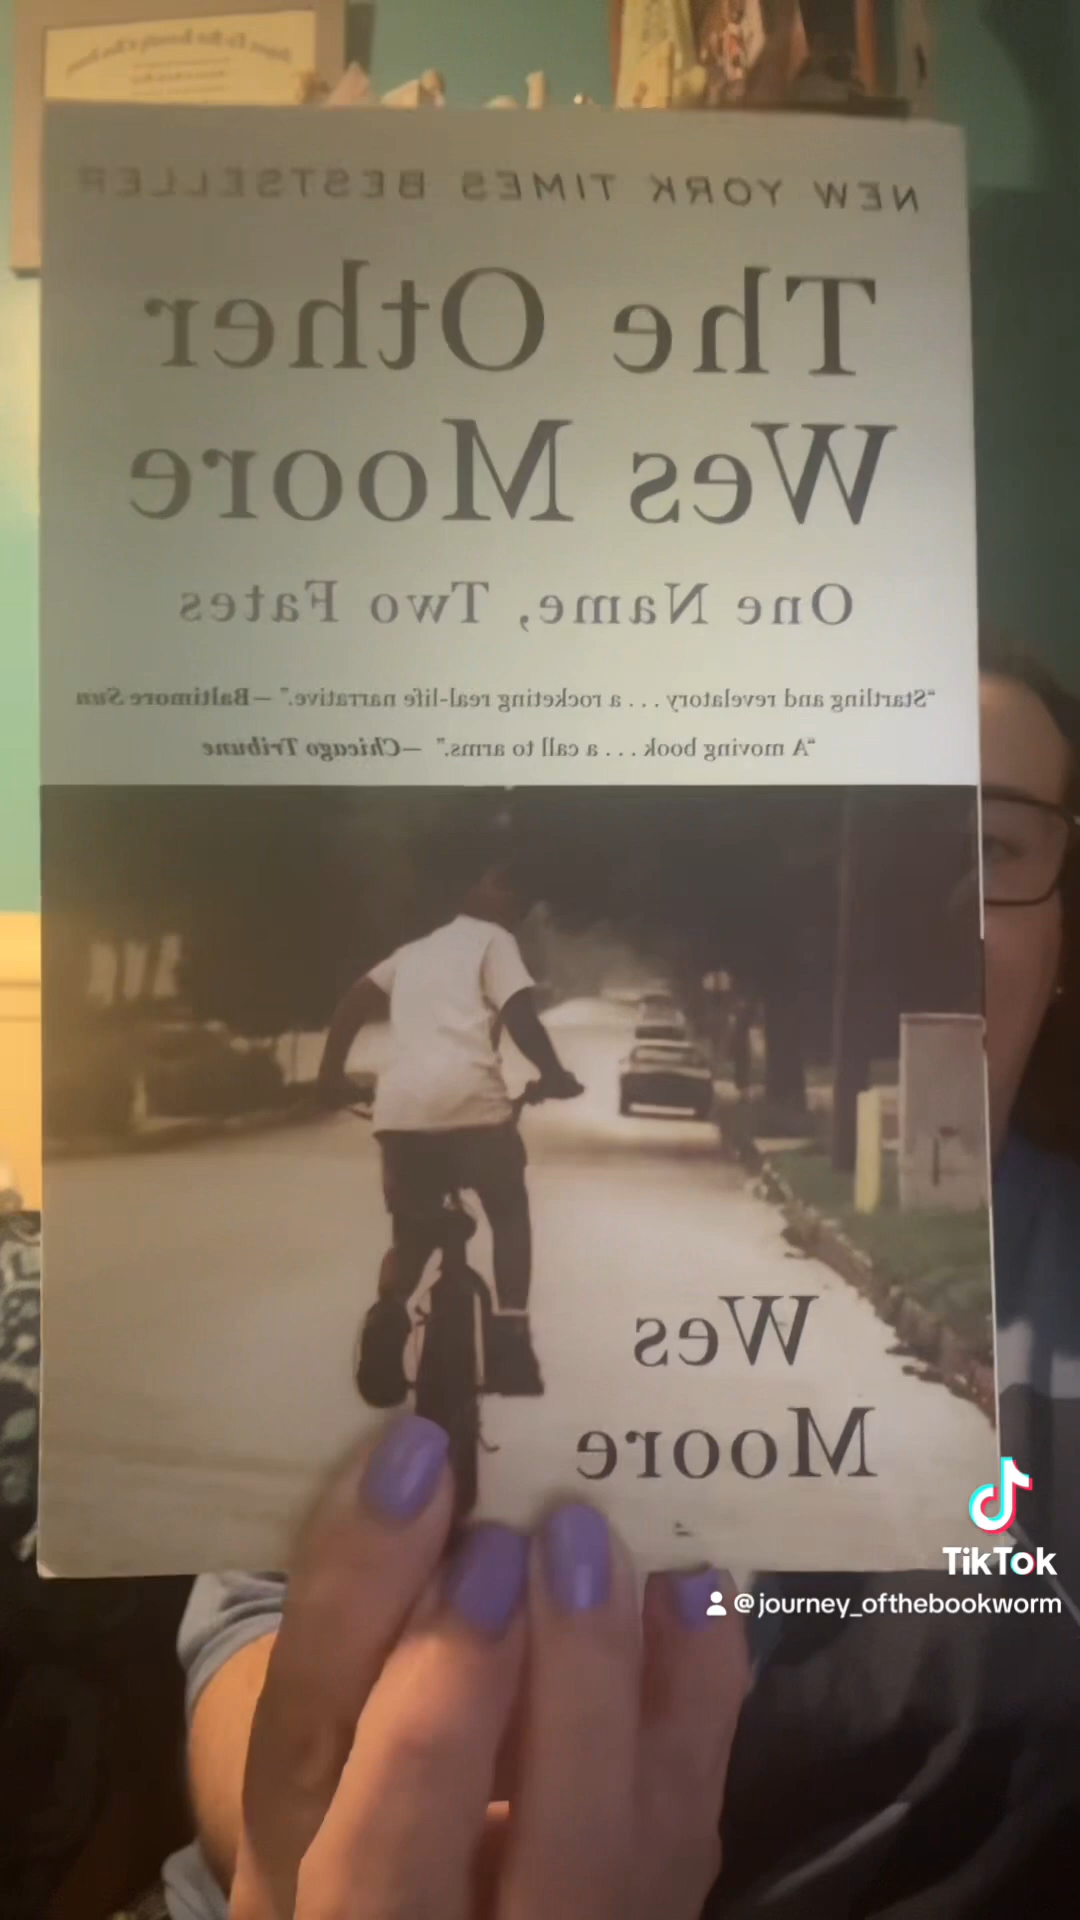 NEW YORK TIMES BESTSELLER
The Other
Wes Moore
One Name, Two Fates
“Startling and revelatory . . . a rocketing real-life narrative.” —Baltimore Sun
“A moving book . . . a call to arms.” —Chicago Tribune
Wes
Moore
TikTok
@journey_ofthebookworm